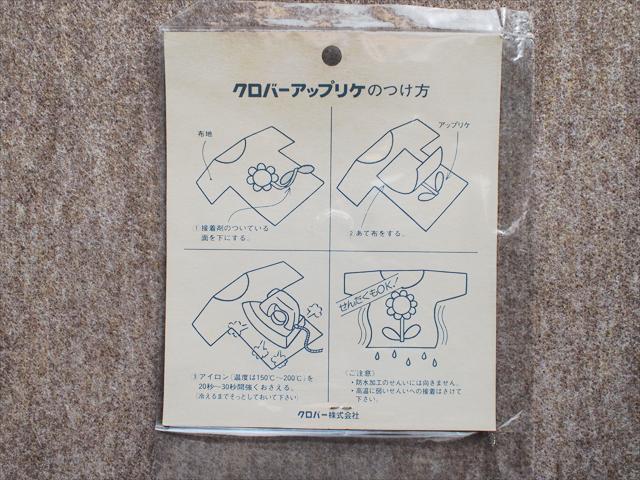 クロバーアップリケのつけ方
布地
1.接着剤のついている
面を下にする。
アップリケ
2.あて布をする。
3.アイロン(温度は150℃〜200℃)を
20秒〜30秒間強くおさえる。
(冷えるまでそっとしておいて下さい)
せんたくもOK!
(ご注意)
・防水加工のせんいには向きません。
・高温に弱いせんいへの接着はさけて
下さい。
クロバー株式会社